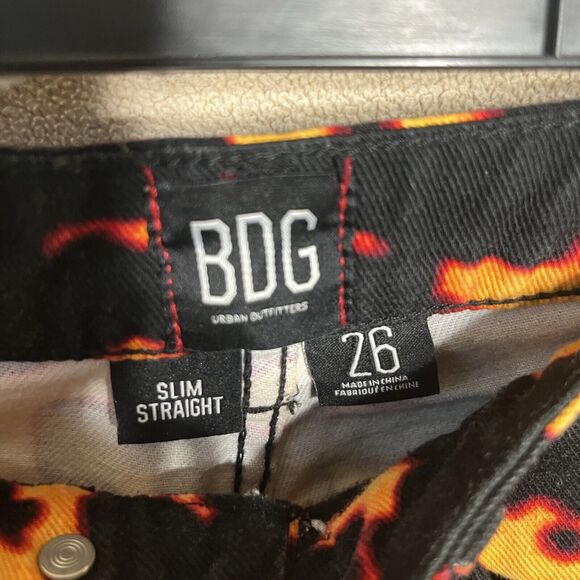 BDG
URBAN OUTFITTERS
SLIM
STRAIGHT
26
MADE IN CHINA
FABRIQUÉ EN CHINE